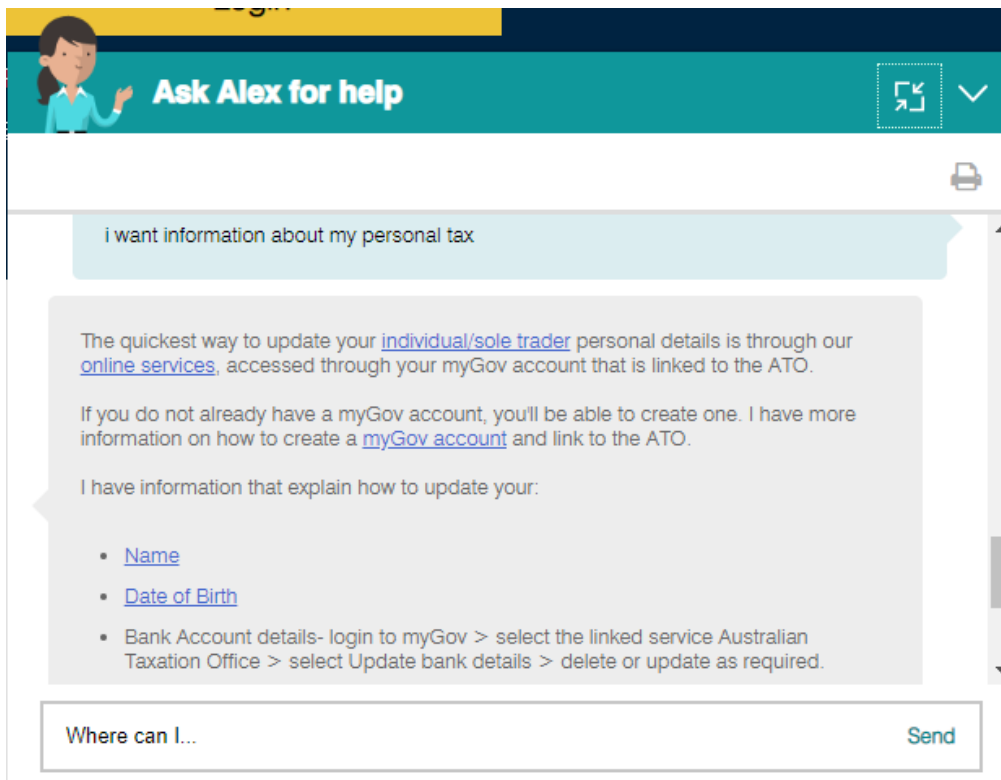 Login
Ask Alex for help
i want information about my personal tax
The quickest way to update your individual/sole trader personal details is through our
online services, accessed through your myGov account that is linked to the ATO.
If you do not already have a myGov account, you'll be able to create one. I have more
information on how to create a myGov account and link to the ATO.
I have information that explain how to update your:
• Name
• Date of Birth
• Bank Account details- login to myGov > select the linked service Australian
Taxation Office > select Update bank details > delete or update as required.
Where can I...
Send